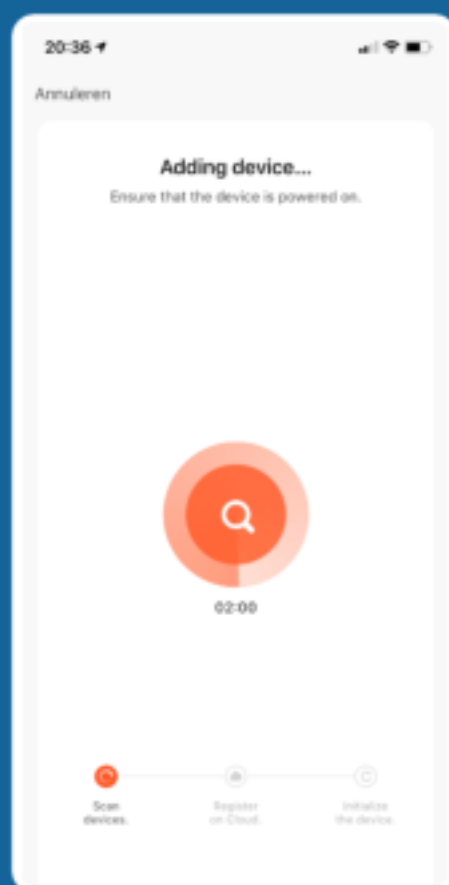 20:36
Annuleren
Adding device...
Ensure that the device is powered on.
02:00
Scan
devices.
Register
on Cloud.
Initialize
the device.